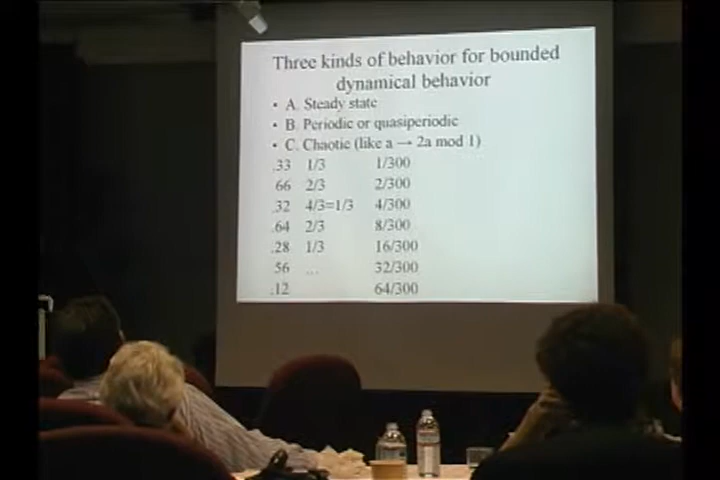 Three kinds of behavior for bounded
dynamical behavior
• A. Steady state
• B. Periodic or quasiperiodic
• C. Chaotic (like a → 2a mod 1)
.33 1/3 1/300
66 2/3 2/300
.32 4/3=1/3 4/300
.64 2/3 8/300
.28 1/3 16/300
56 ... 32/300
.12 64/300